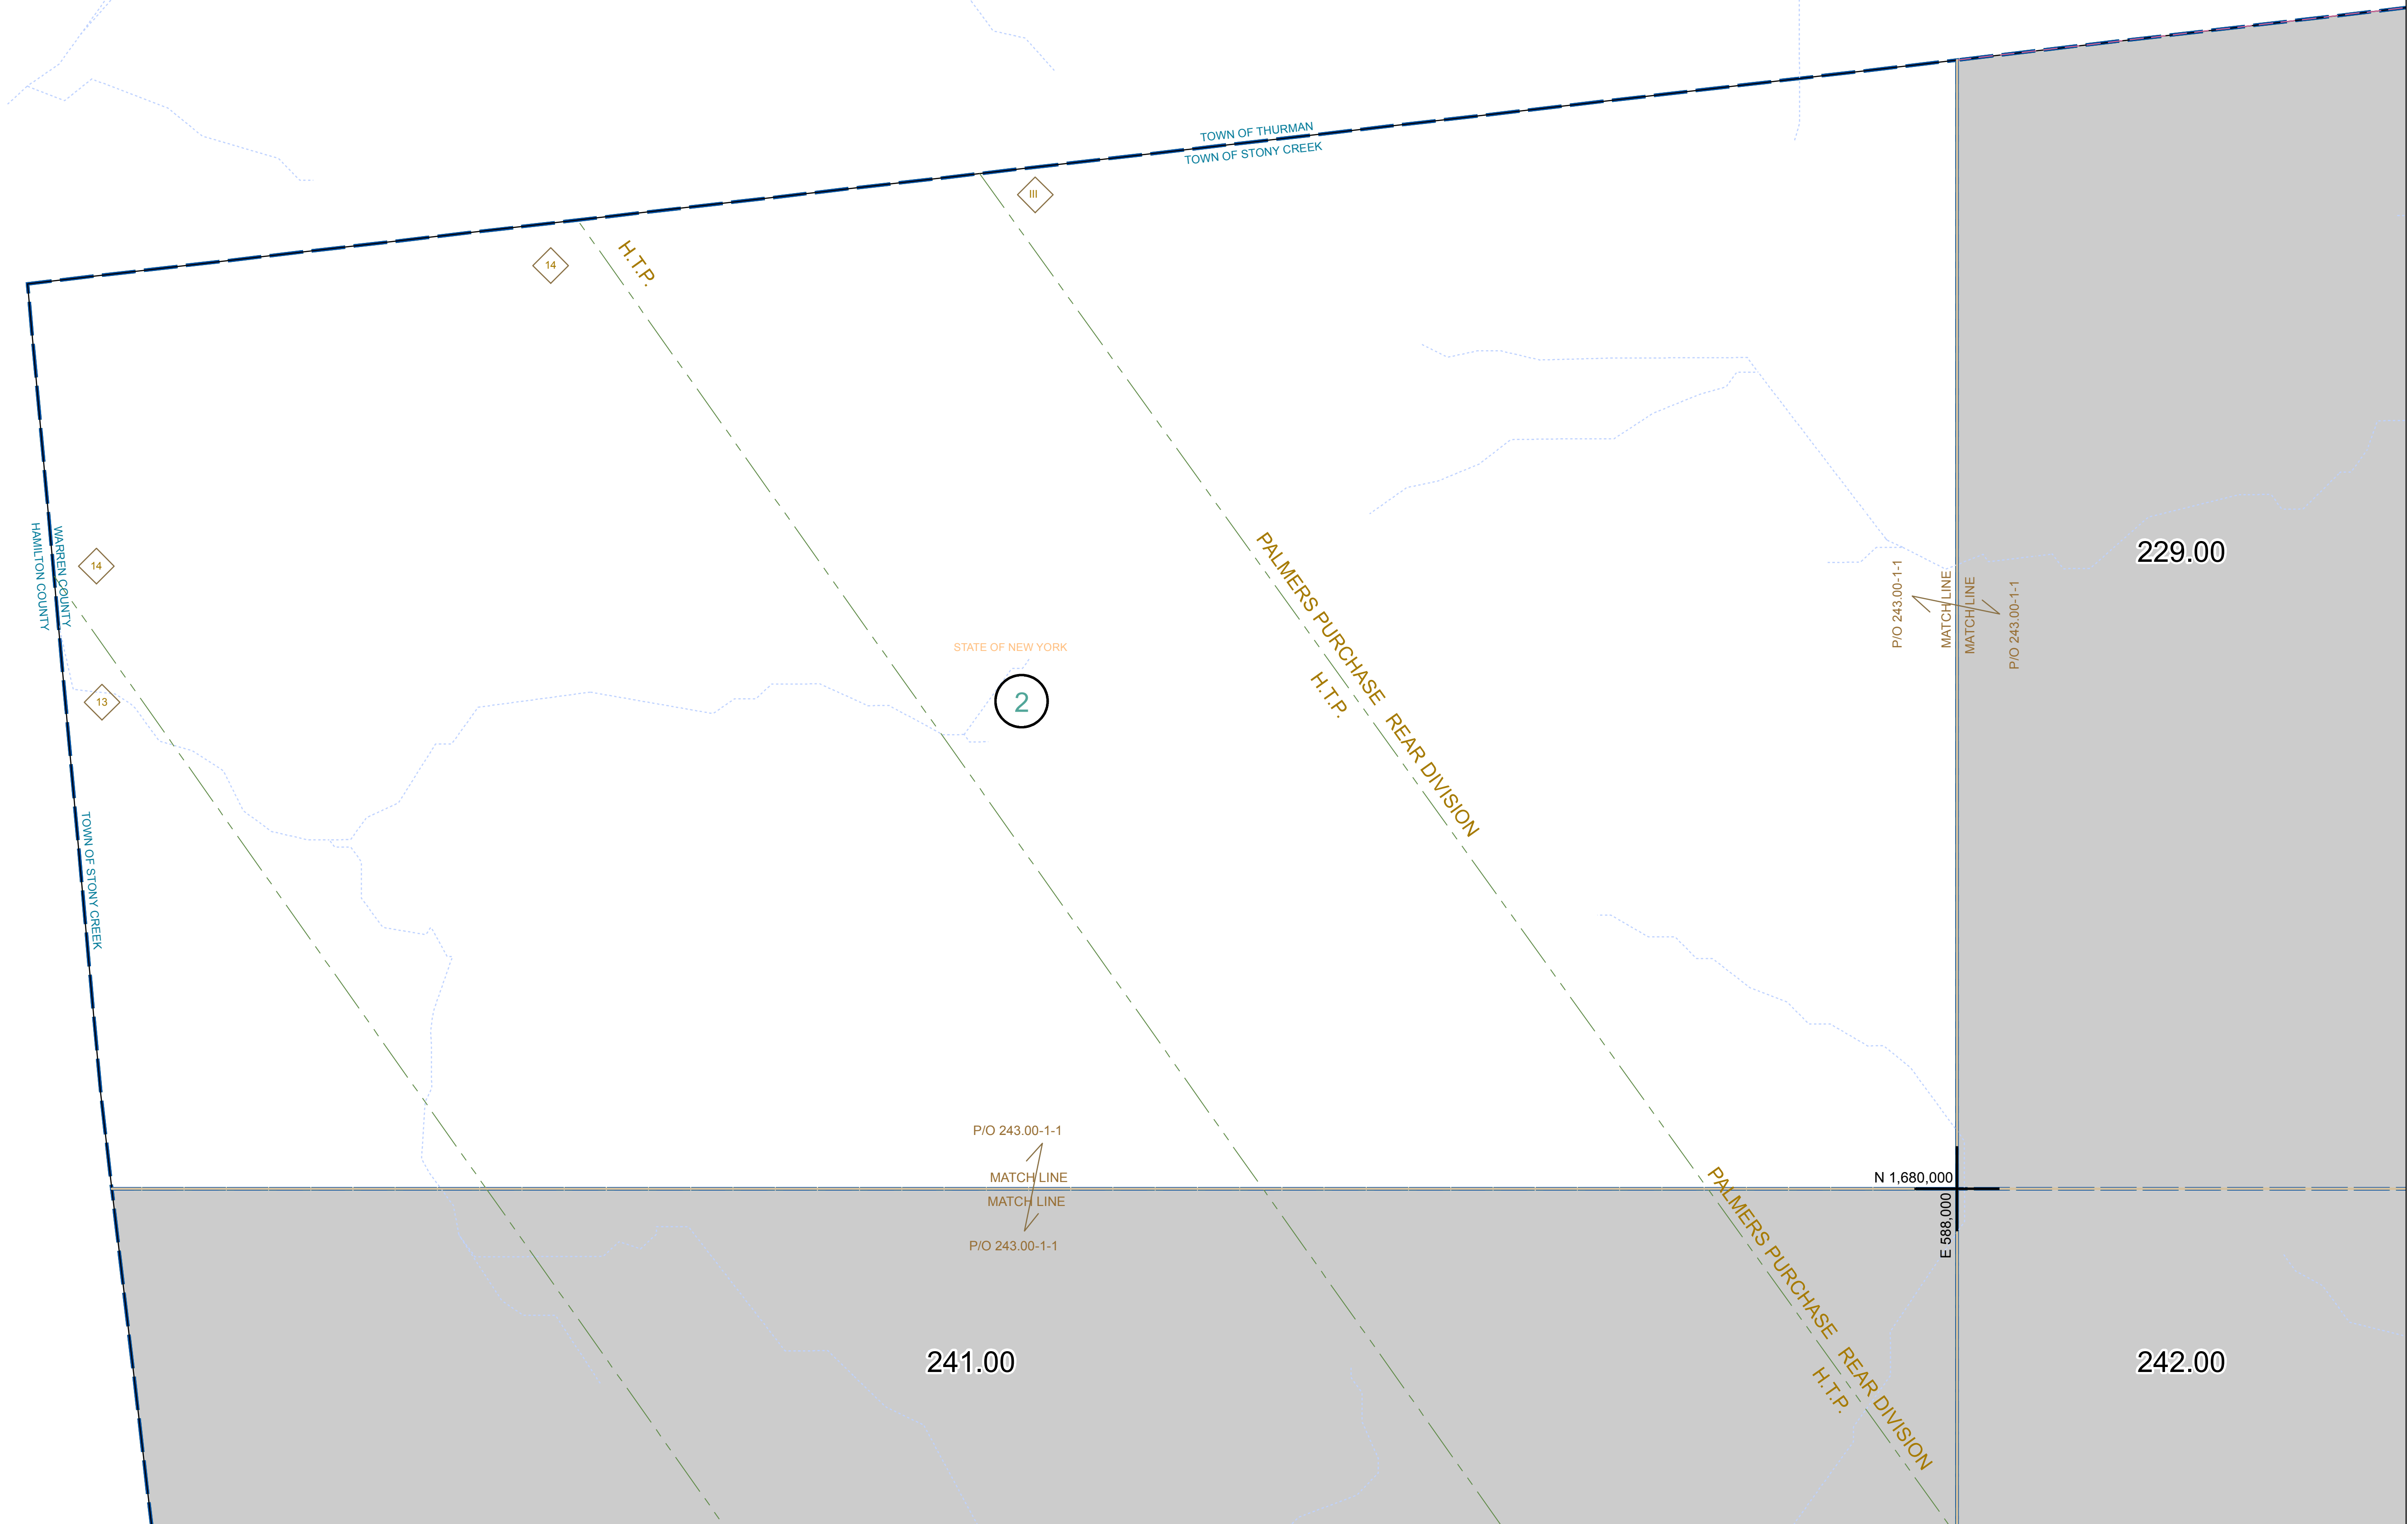 TOWN OF THURMAN
TOWN OF STONY CREEK
III
14
H.T.P.
HAMILTON COUNTY
WARREN COUNTY
14
13
TOWN OF STONY CREEK
STATE OF NEW YORK
2
PALMERS PURCHASE REAR DIVISION
H.T.P.
P/O 243.00-1-1
MATCH LINE
MATCH LINE
P/O 243.00-1-1
229.00
P/O 243.00-1-1
MATCH LINE
MATCH LINE
P/O 243.00-1-1
N 1,680,000
E 588,000
PALMERS PURCHASE REAR DIVISION
H.T.P.
241.00
242.00